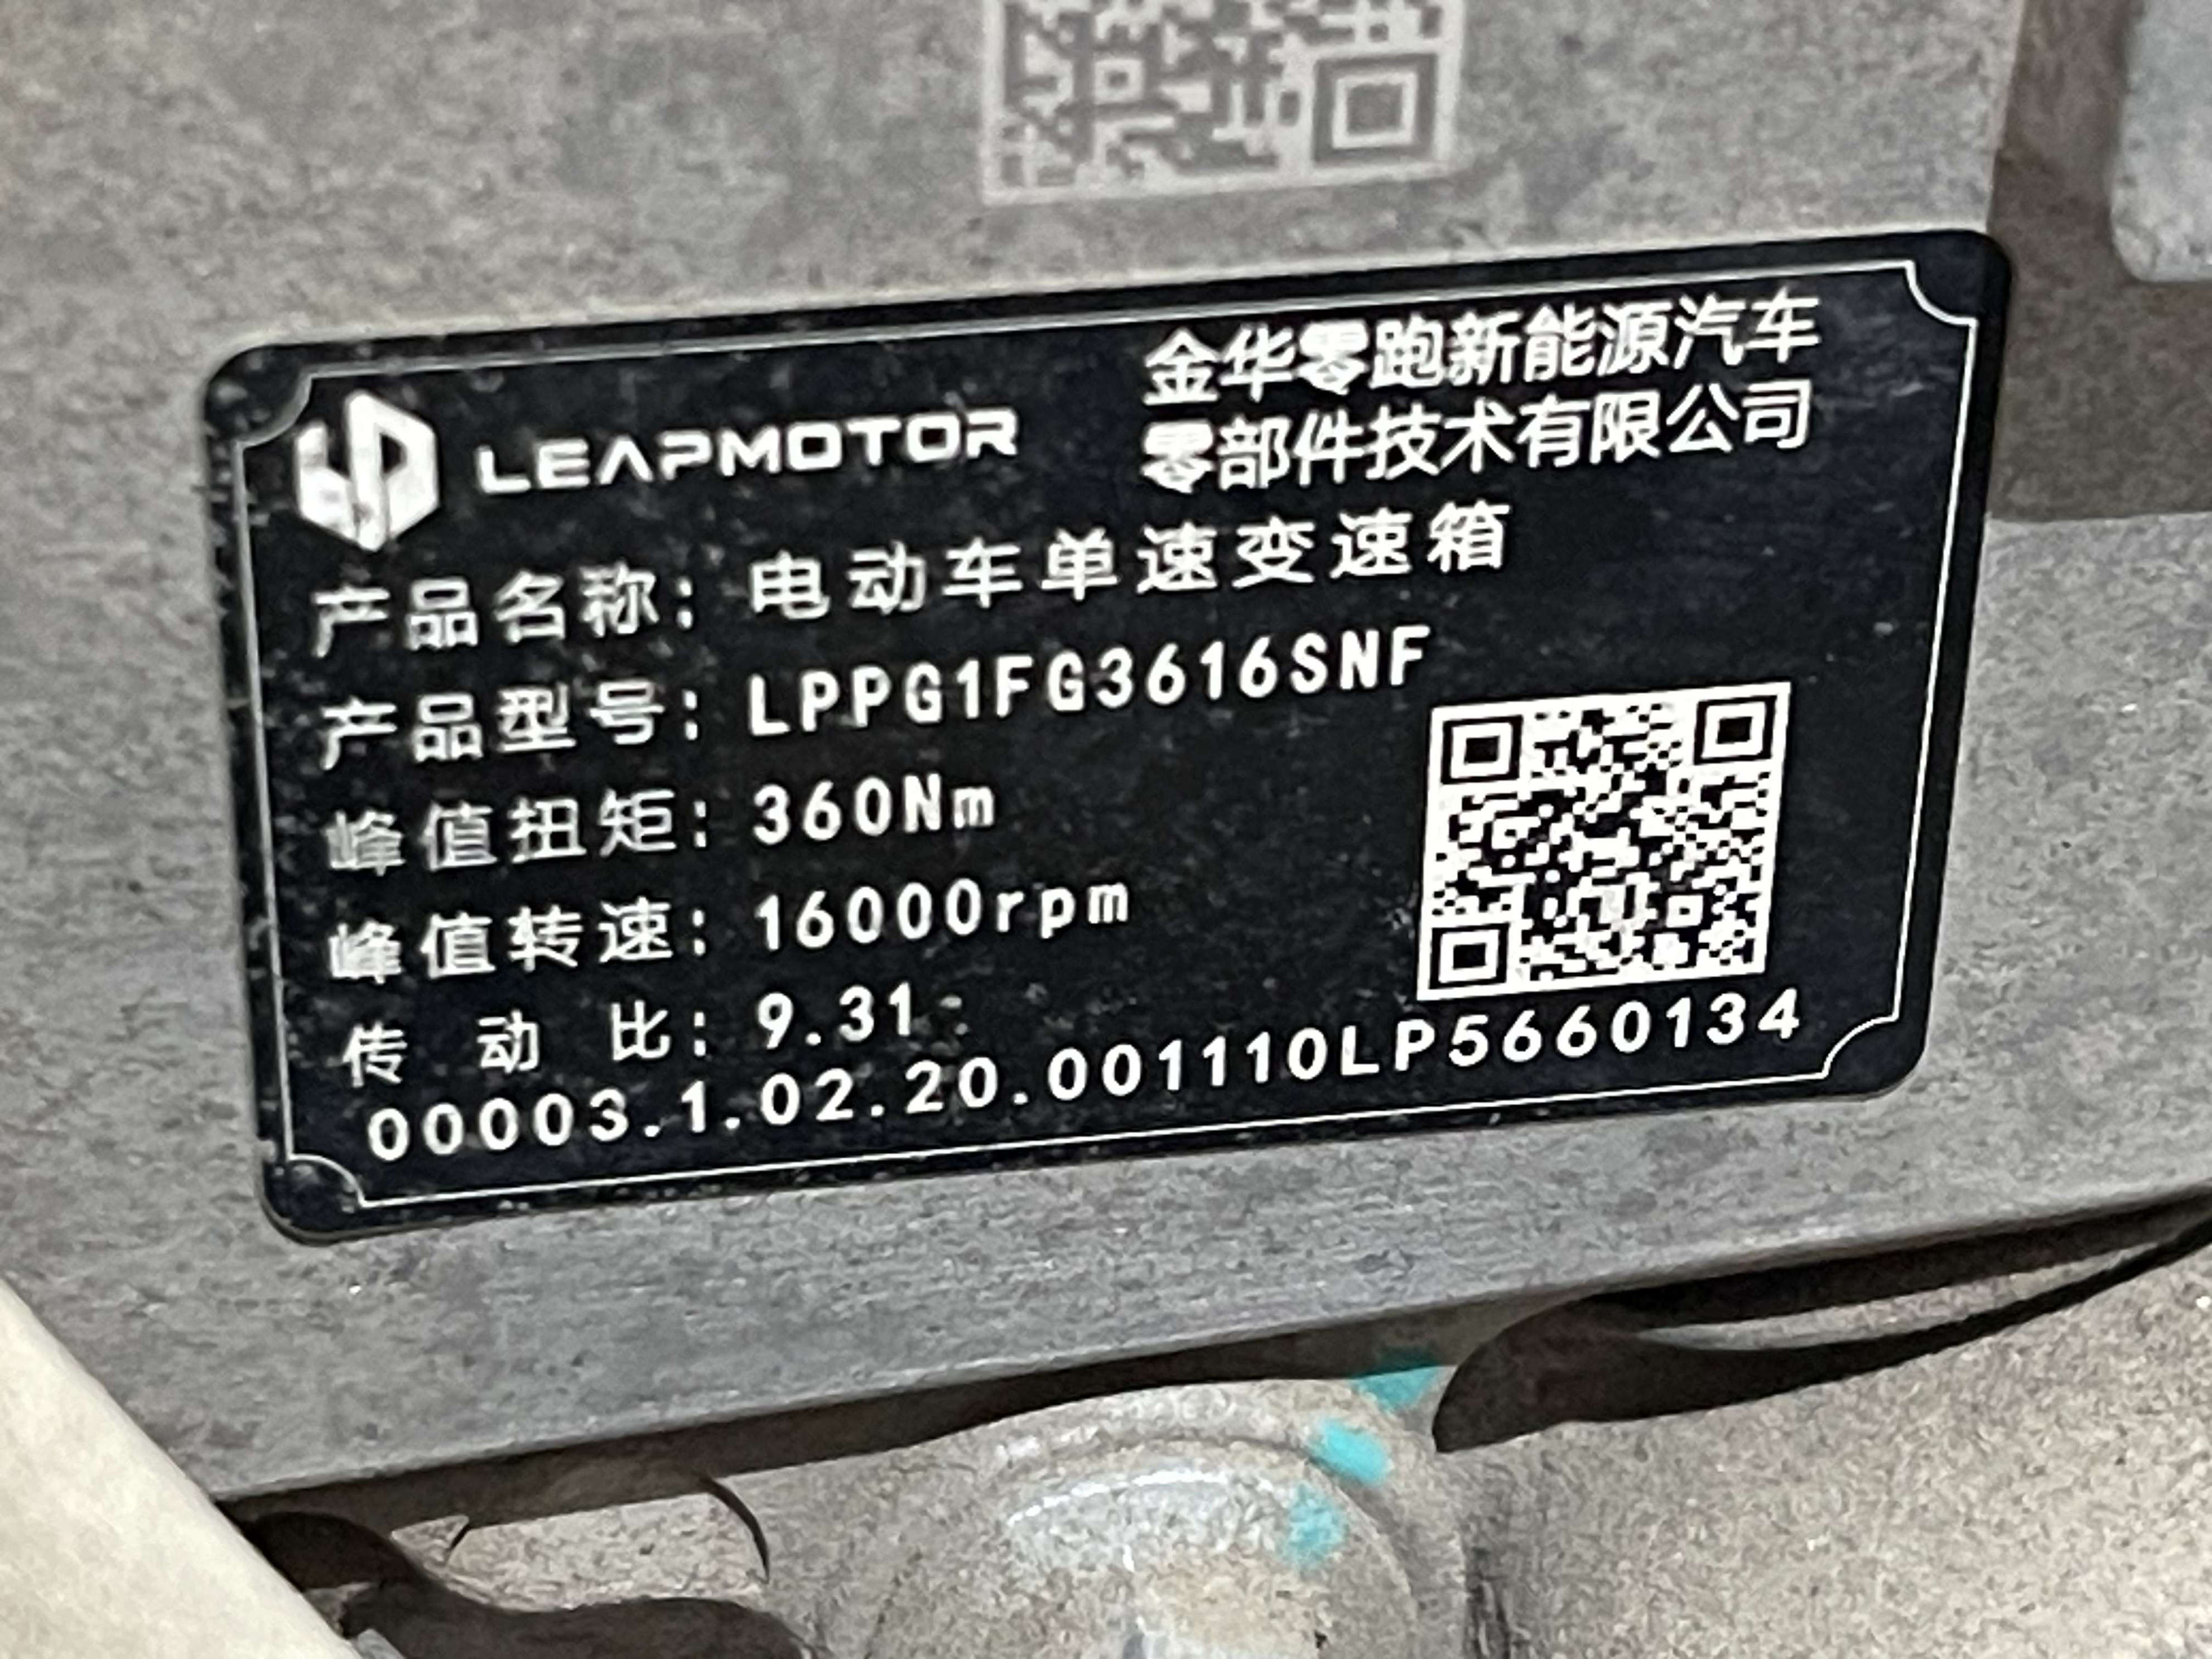 LEAPMOTOR
金华零跑新能源汽车
零部件技术有限公司
产品名称：电动车单速变速箱
产品型号：LPPG1FG3616SNF
峰值扭矩：360Nm
峰值转速：16000rpm
传动比：9.31
00003.1.02.20.001110LP5660134